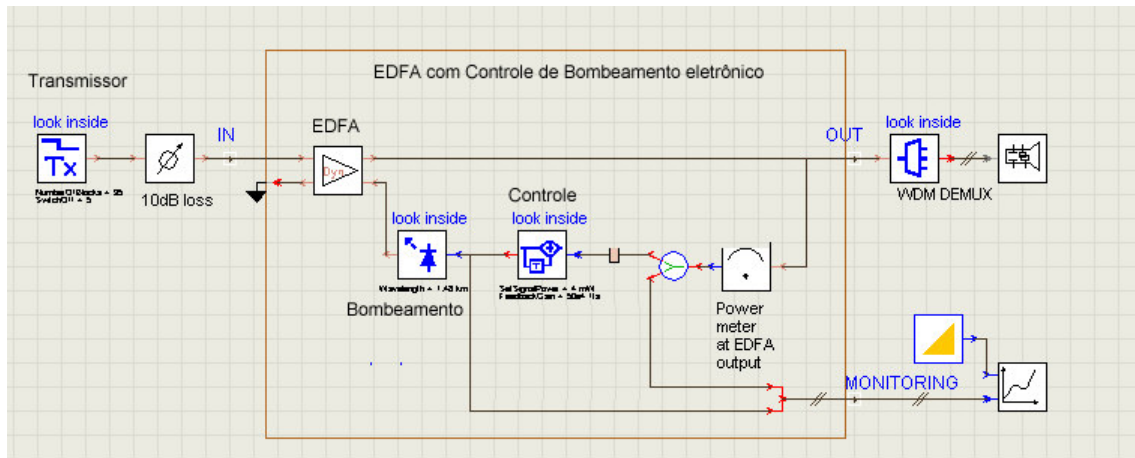 EDFA com Controle de Bombeamento eletrônico
Transmissor
look inside
Tx
IN
10dB loss
EDFA
Dyn
OUT
look inside
WDM DEMUX
Controle
look inside
look inside
T
Bombeamento
Power
meter
at EDFA
output
MONITORING